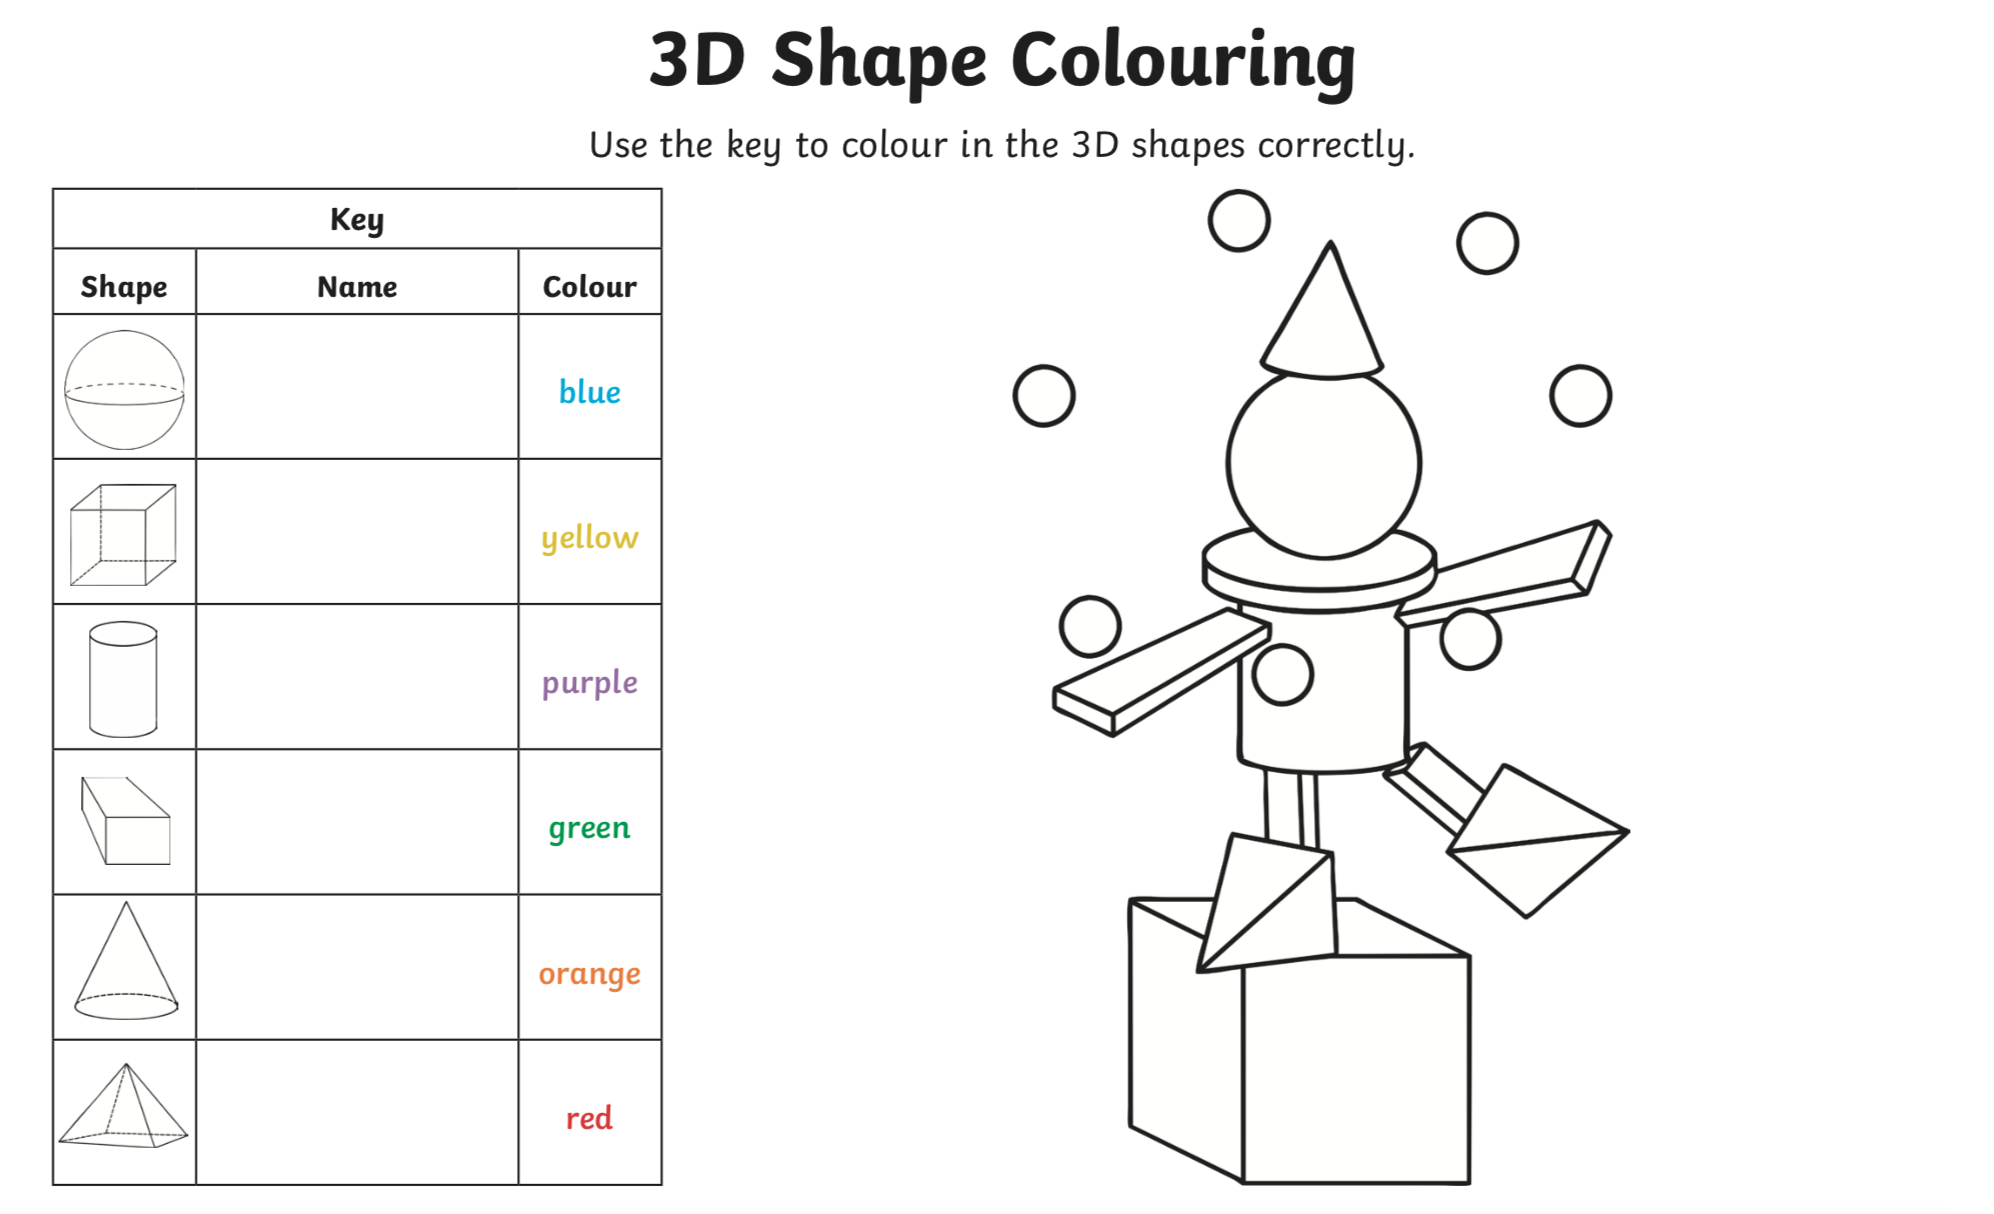 3D Shape Colouring
Use the key to colour in the 3D shapes correctly.
Key
Shape Name Colour
blue
yellow
purple
green
orange
red